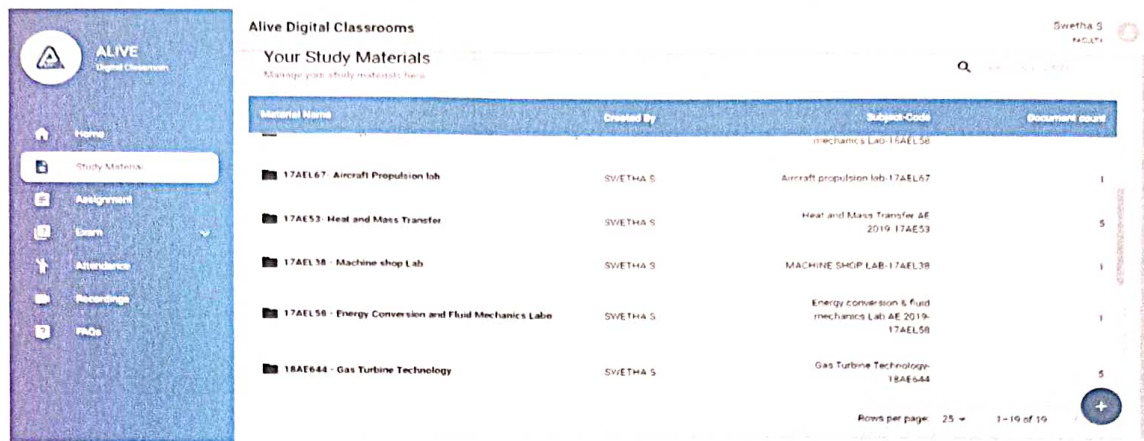 Alive Digital Classrooms
Swetha S
FACULTY
ALIVE
Digital Classroom
Your Study Materials
Manage your study materials here
Material Name Created By Subject-Code Document count
Home
Study Material
Assignment
Exam
Attendance
Recordings
FAQs
mechanics Lab-16AEL58
17AEL67- Aircraft Propulsion lab SWETHA S Aircraft propulsion lab-17AEL67 1
17AE53- Heat and Mass Transfer SWETHA S Heat and Mass Transfer AE
2019-17AE53 5
17AEL38 - Machine shop Lab SWETHA S MACHINE SHOP LAB-17AEL38 1
17AEL58 - Energy Conversion and Fluid Mechanics Labo SWETHA S Energy conversion & fluid
mechanics Lab AE 2019-
17AEL58 1
18AE644 - Gas Turbine Technology SWETHA S Gas Turbine Technology-
18AE644 5
Rows per page: 25 1-19 of 19